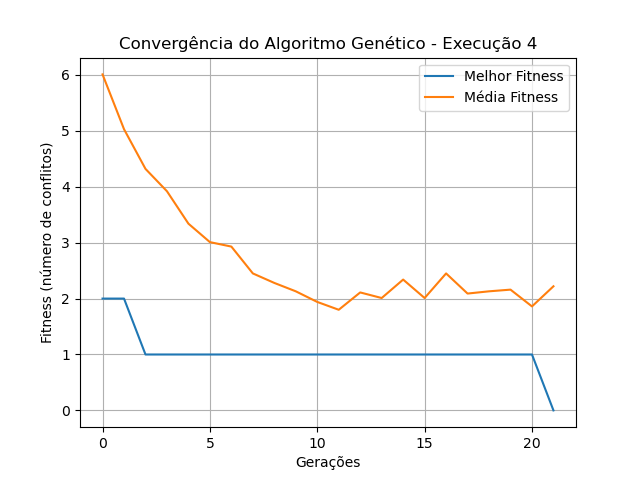 Convergência do Algoritmo Genético - Execução 4
Melhor Fitness
Média Fitness
Fitness (número de conflitos)
6
5
4
3
2
1
0
0 5 10 15 20
Gerações